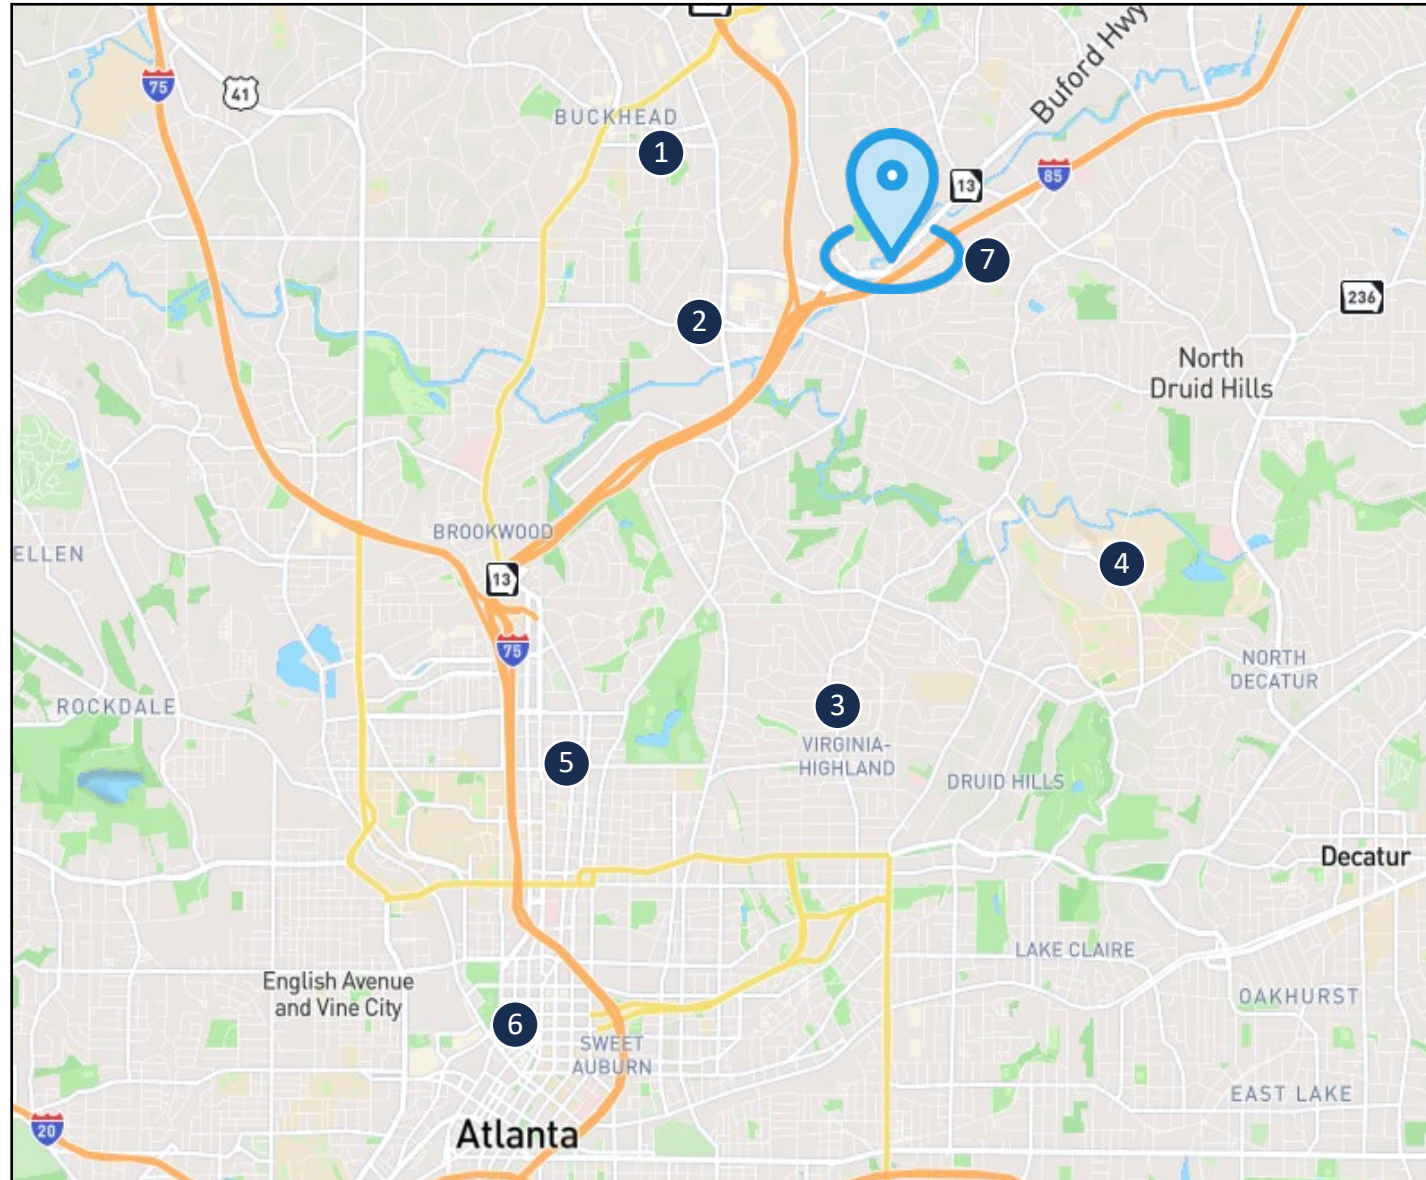 75
41
BUCKHEAD
Buford Hwy
1
13
85
7
2
236
North
Druid Hills
BROOKWOOD
13
ELLEN
4
75
NORTH
DECATUR
ROCKDALE
3
VIRGINIA-
HIGHLAND
5
DRUID HILLS
Decatur
LAKE CLAIRE
English Avenue
and Vine City
OAKHURST
6
SWEET
AUBURN
EAST LAKE
20
Atlanta